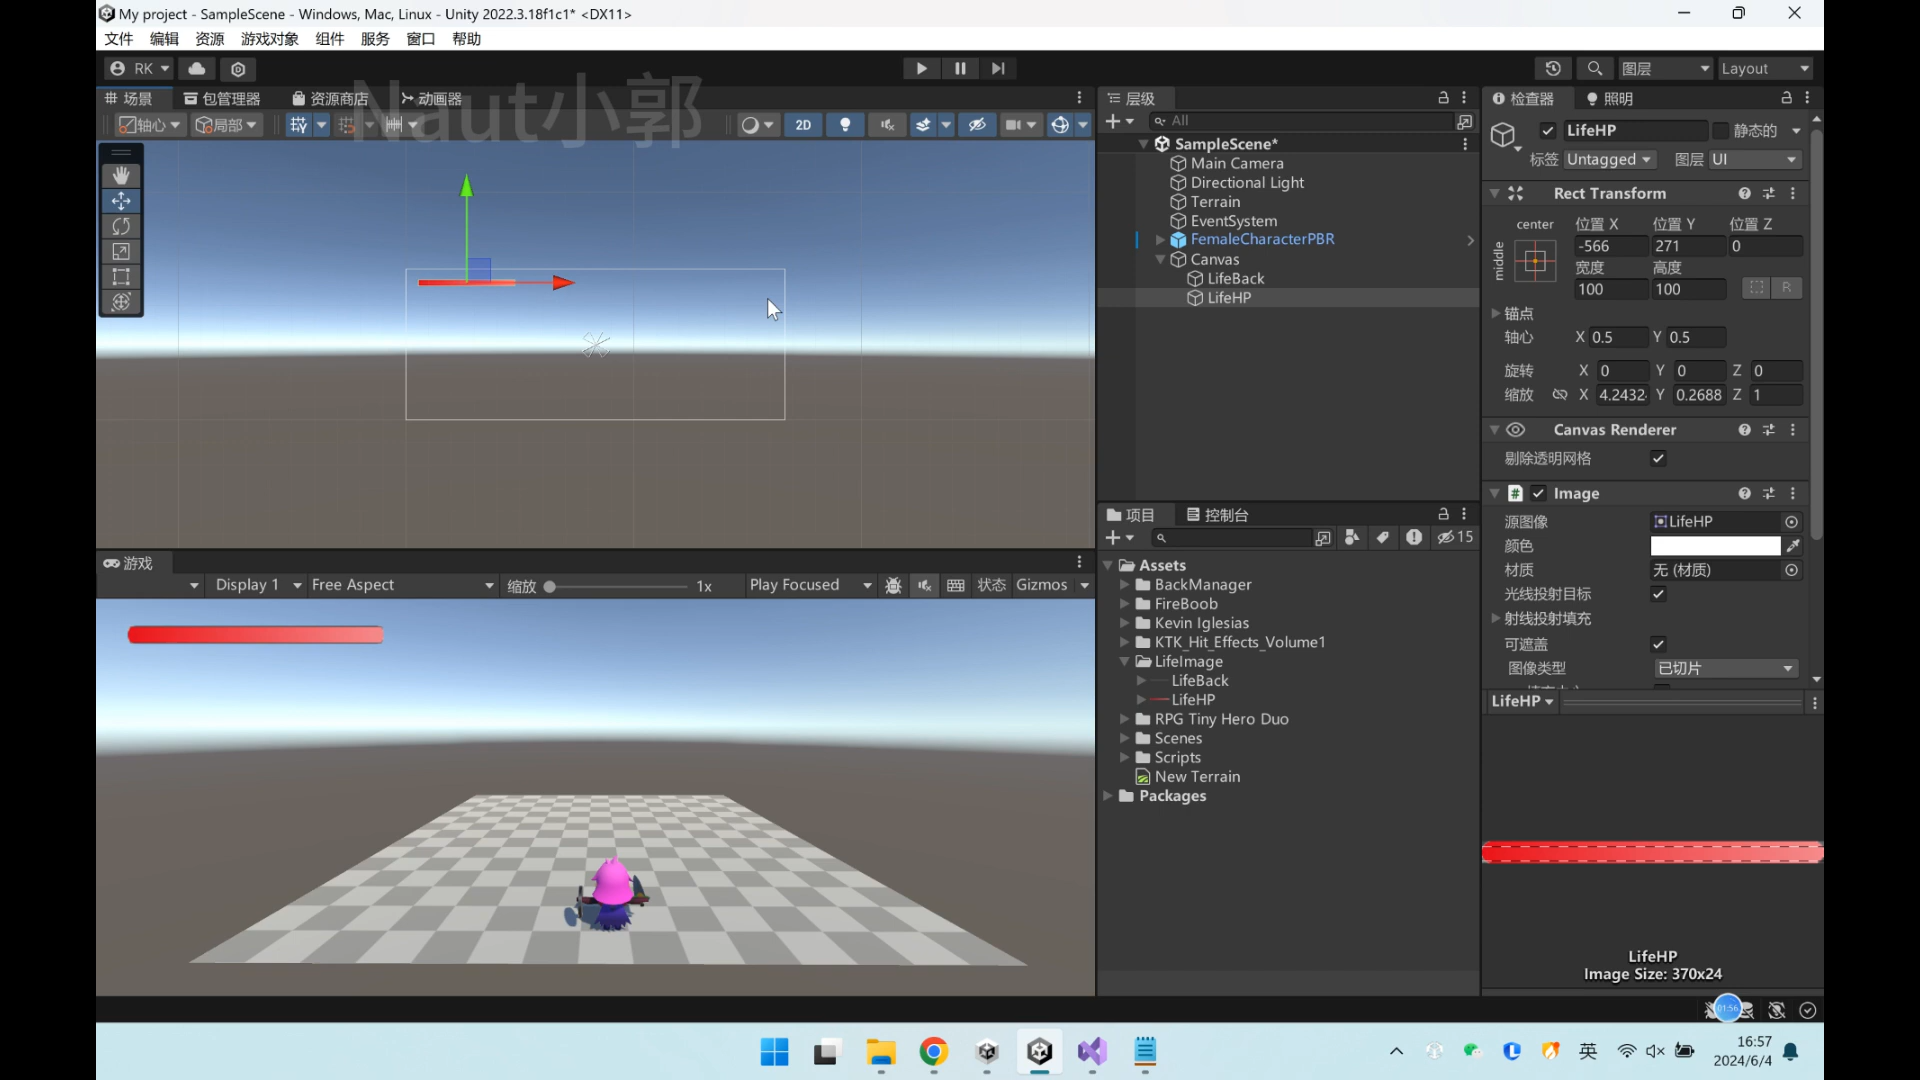 My project - SampleScene - Windows, Mac, Linux - Unity 2022.3.18f1c1* <DX11>
文件 编辑 资源 游戏对象 组件 服务 窗口 帮助
RK 图层 Layout
Naut小郭
场景 包管理器 资源商店 动画器
轴心 局部 2D
层级
All
SampleScene*
Main Camera
Directional Light
Terrain
EventSystem
FemaleCharacterPBR
Canvas
LifeBack
LifeHP
检查器 照明
LifeHP 静态的
标签 Untagged 图层 UI
Rect Transform
center 位置 X 位置 Y 位置 Z
middle -566 271 0
宽度 高度
100 100 R
锚点
轴心 X 0.5 Y 0.5
旋转 X 0 Y 0 Z 0
缩放 X 4.2432 Y 0.2688 Z 1
Canvas Renderer
剔除透明网格
Image
源图像 LifeHP
颜色
材质 无 (材质)
光线投射目标
射线投射填充
可遮盖
图像类型 已切片
LifeHP
LifeHP
Image Size: 370x24
项目 控制台
15
Assets
BackManager
FireBoob
Kevin Iglesias
KTK_Hit_Effects_Volume1
LifeImage
LifeBack
LifeHP
RPG Tiny Hero Duo
Scenes
Scripts
New Terrain
Packages
游戏
Display 1 Free Aspect 缩放 1x Play Focused 状态 Gizmos
01:56
英
16:57
2024/6/4